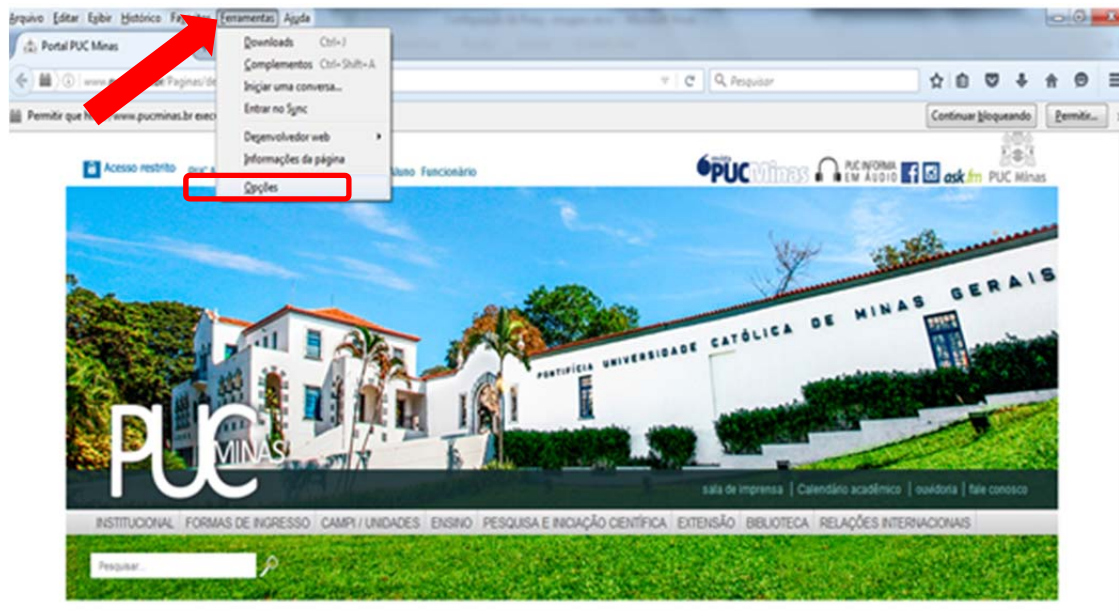 Arquivo Editar Exibir Histórico Ferramentas Ajuda
Portal PUC Minas
Downloads Ctrl+J
Complementos Ctrl+Shift+A
Iniciar uma conversa...
Entrar no Sync
Desenvolvedor web
Informações da página
Opções
Pesquisar
Permitir que www.pucminas.br
Continuar bloqueando
Permitir...
Acesso restrito
Aluno Funcionário
revista
PUC Minas
PUC INFORMA
EM ÁUDIO
ask.fm
PUC Minas
PONTIFÍCIA UNIVERSIDADE CATÓLICA DE MINAS GERAIS
PUC
MINAS
sala de imprensa | Calendário acadêmico | ouvidoria | fale conosco
INSTITUCIONAL FORMAS DE INGRESSO CAMPI / UNIDADES ENSINO PESQUISA E INICIAÇÃO CIENTÍFICA EXTENSÃO BIBLIOTECA RELAÇÕES INTERNACIONAIS
Pesquisar...